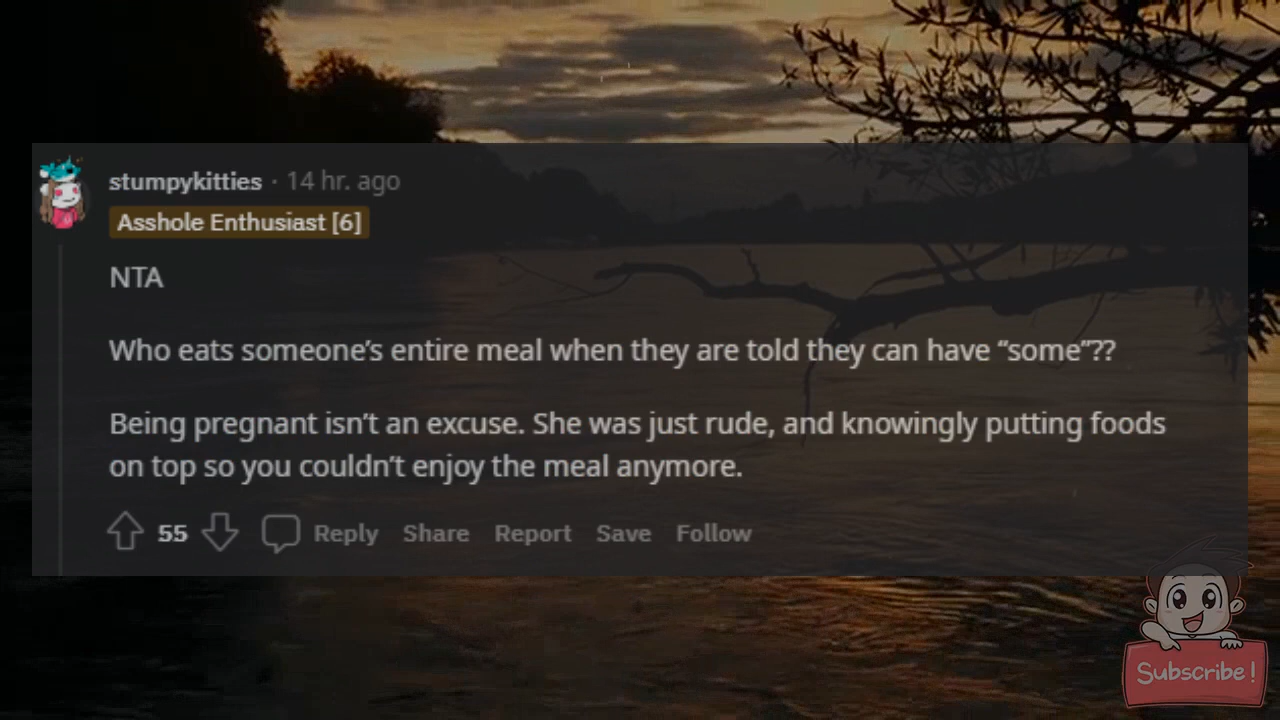 stumpykitties · 14 hr. ago
Asshole Enthusiast [6]
NTA
Who eats someone’s entire meal when they are told they can have “some”??
Being pregnant isn’t an excuse. She was just rude, and knowingly putting foods
on top so you couldn’t enjoy the meal anymore.
55 Reply Share Report Save Follow
Subscribe!